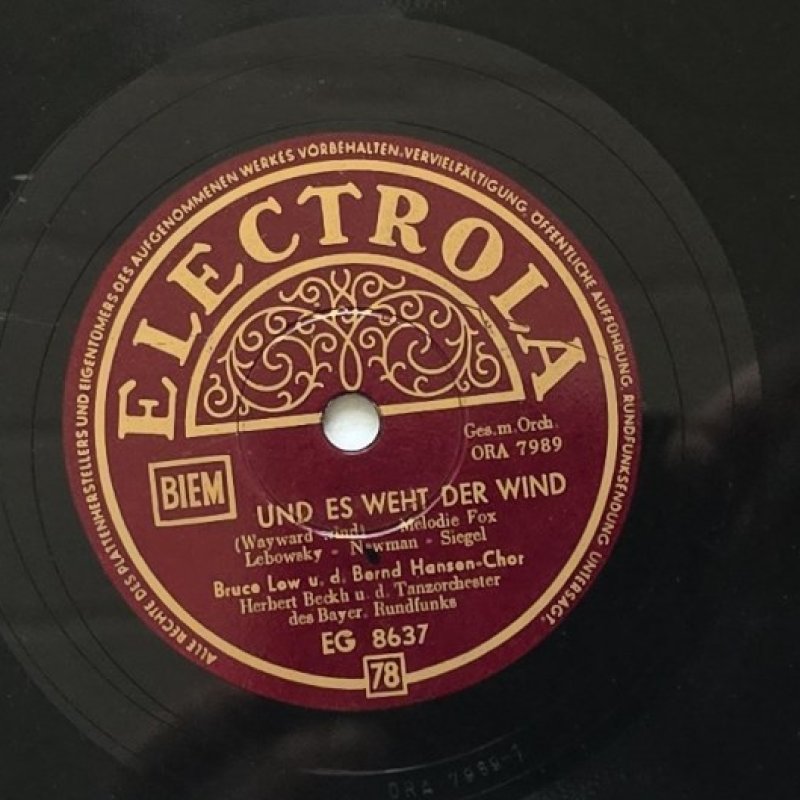 ALLE RECHTE DES PLATTENHERSTELLERS UND EIGENTÜMERS DES AUFGENOMMENEN WERKES VORBEHALTEN. VERVIELFÄLTIGUNG, ÖFFENTLICHE AUFFÜHRUNG, RUNDFUNKSENDUNG UNTERSAGT.
ELECTROLA
Ges. m. Orch.
ORA 7989
BIEM
UND ES WEHT DER WIND
(Wayward Wind) - Melodie Fox
Lebowsky - Newman - Siegel
Bruce Low u. d. Bernd Hansen-Chor
Herbert Beckh u. d. Tanzorchester
des Bayer. Rundfunks
EG 8637
78
ORA 7989-1